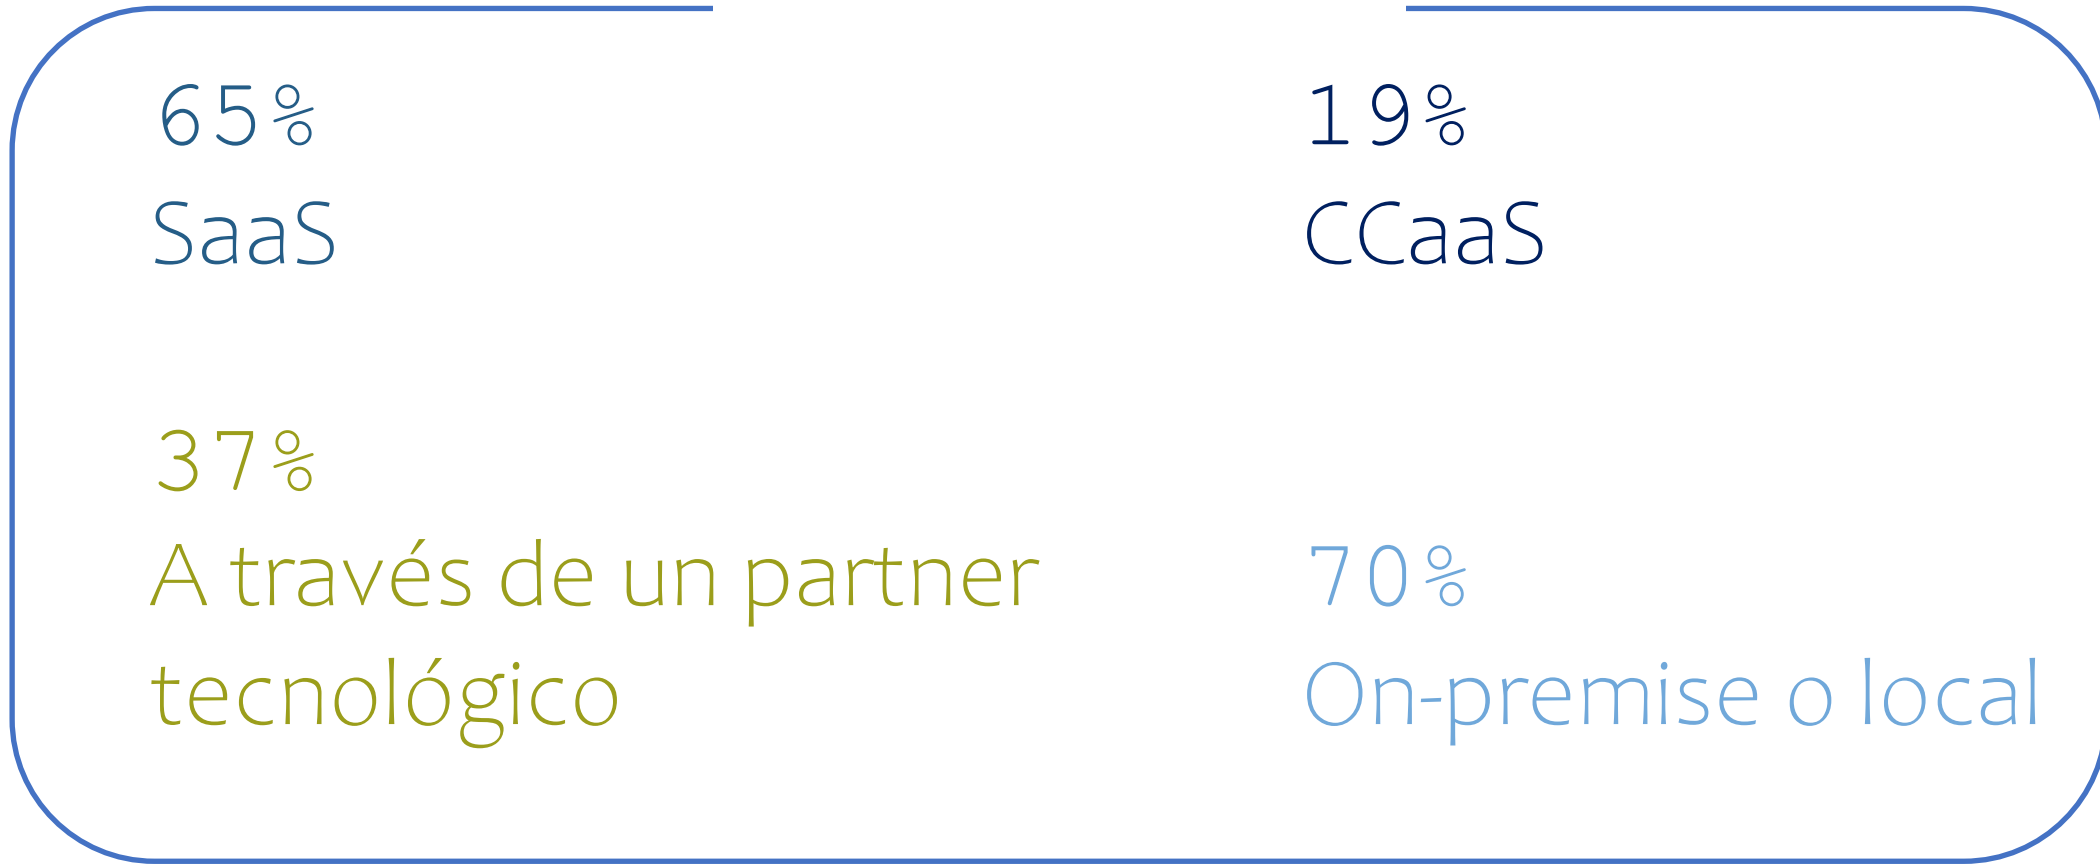 65%
SaaS
19%
CCaaS
37%
A través de un partner
tecnológico
70%
On-premise o local